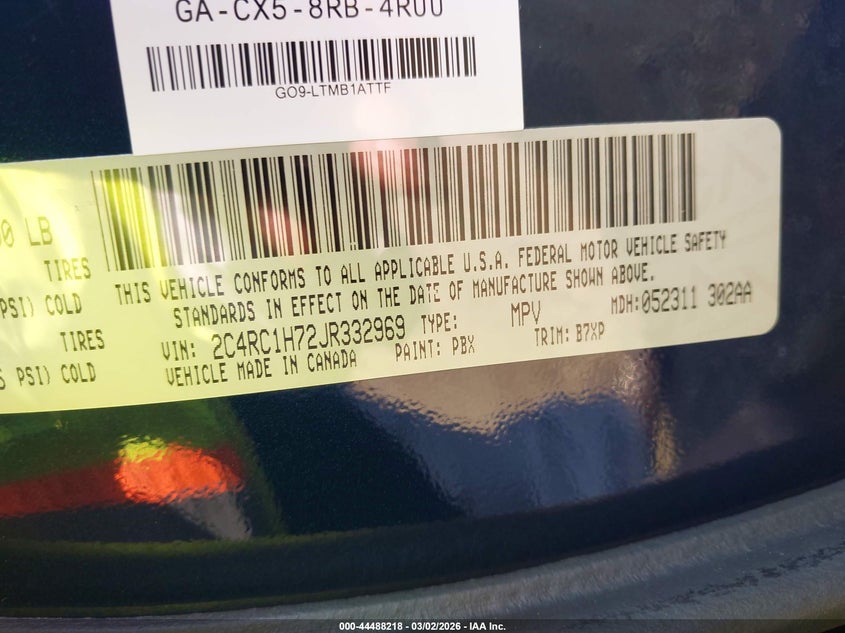 GA-CX5-8RB-4R00
GO9-LTMB1ATTF
0 LB
TIRES
PSI) COLD
TIRES
PSI) COLD
THIS VEHICLE CONFORMS TO ALL APPLICABLE U.S.A. FEDERAL MOTOR VEHICLE SAFETY
STANDARDS IN EFFECT ON THE DATE OF MANUFACTURE SHOWN ABOVE.
VIN: 2C4RC1H72JR332969 TYPE: MPV MDH:052311 302AA
VEHICLE MADE IN CANADA PAINT: PBX TRIM: B7XP
000-44488218 - 03/02/2026 - IAA Inc.